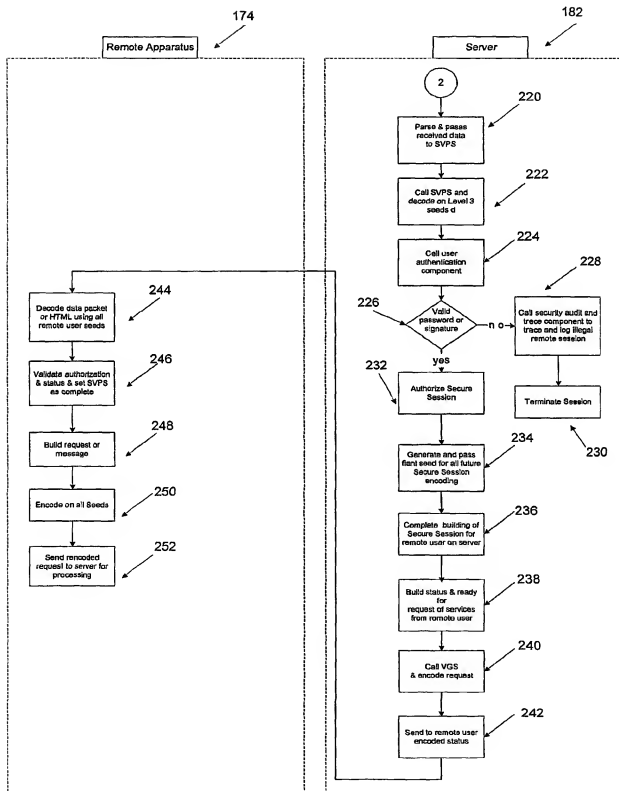 Remote Apparatus
174
Server
182
2
Parse & passes
received data
to SVPS
220
Call SVPS and
decode on Level 3
seeds d
222
Call user
authentication
component
224
226
Valid
password or
signature
no
yes
228
Call security audit and
trace component to
trace and log illegal
remote session
Terminate Session
230
232
Authorize Secure
Session
Generate and pass
fiant seed for all future
Secure Session
encoding
234
Complete building of
Secure Session for
remote user on server
236
Build status & ready
for
request of services
from remote user
238
Call VGS
& encode request
240
Send to remote user
encoded status
242
Decode data packet
or HTML using all
remote user seeds
244
Validate authorization
& status & set SVPS
as complete
246
Build request or
message
248
Encode on all Seeds
250
Send rencoded
request to server for
processing
252